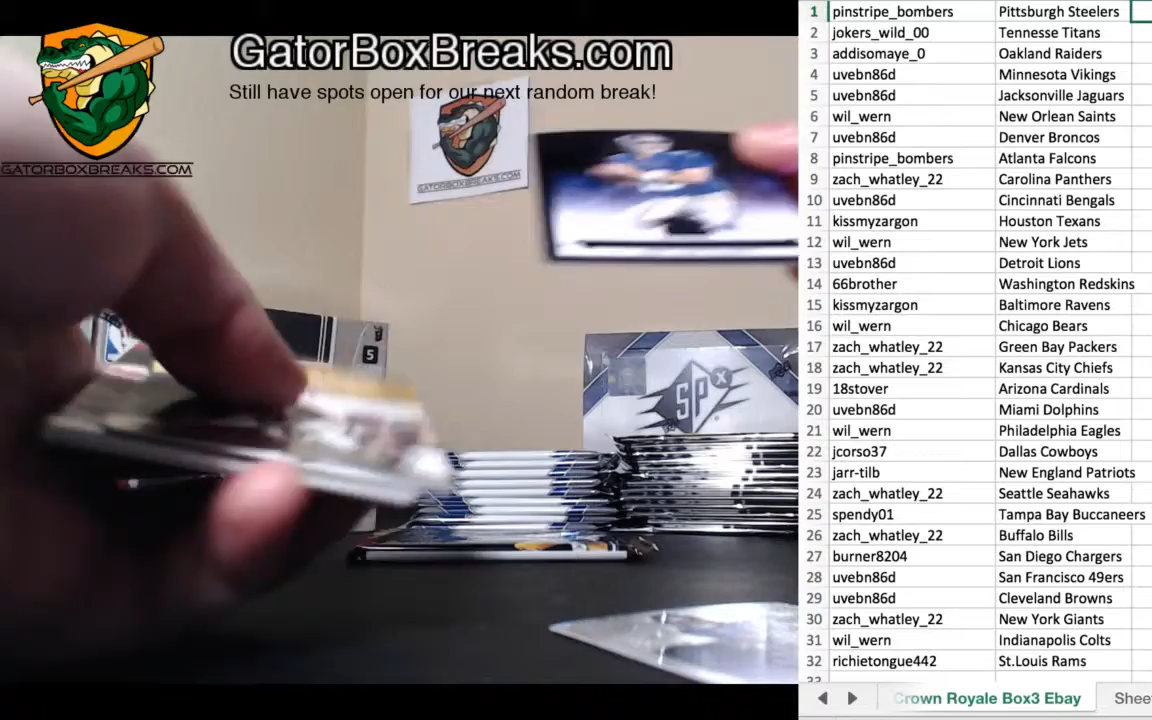 GatorBoxBreaks.com
Still have spots open for our next random break!
GATORBOXBREAKS.COM
GATORBOXBREAKS.COM
5
SPx
1 pinstripe_bombers Pittsburgh Steelers
2 jokers_wild_00 Tennesse Titans
3 addisomaye_0 Oakland Raiders
4 uvebn86d Minnesota Vikings
5 uvebn86d Jacksonville Jaguars
6 wil_wern New Orlean Saints
7 uvebn86d Denver Broncos
8 pinstripe_bombers Atlanta Falcons
9 zach_whatley_22 Carolina Panthers
10 uvebn86d Cincinnati Bengals
11 kissmyzargon Houston Texans
12 wil_wern New York Jets
13 uvebn86d Detroit Lions
14 66brother Washington Redskins
15 kissmyzargon Baltimore Ravens
16 wil_wern Chicago Bears
17 zach_whatley_22 Green Bay Packers
18 zach_whatley_22 Kansas City Chiefs
19 18stover Arizona Cardinals
20 uvebn86d Miami Dolphins
21 wil_wern Philadelphia Eagles
22 jcorso37 Dallas Cowboys
23 jarr-tilb New England Patriots
24 zach_whatley_22 Seattle Seahawks
25 spendy01 Tampa Bay Buccaneers
26 zach_whatley_22 Buffalo Bills
27 burner8204 San Diego Chargers
28 uvebn86d San Francisco 49ers
29 uvebn86d Cleveland Browns
30 zach_whatley_22 New York Giants
31 wil_wern Indianapolis Colts
32 richietongue442 St.Louis Rams
Crown Royale Box3 Ebay Shee